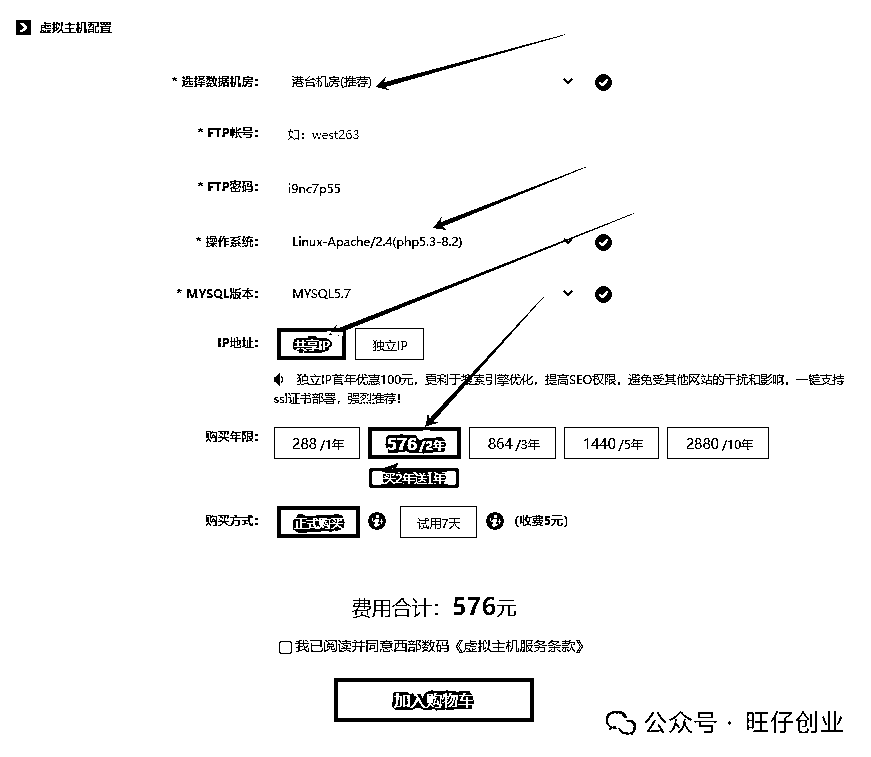 虚拟主机配置
* 选择数据机房： 港台机房(推荐)
* FTP帐号： 如：west263
* FTP密码： i9nc7p55
* 操作系统： Linux-Apache/2.4(php5.3-8.2)
* MYSQL版本： MYSQL5.7
IP地址： 共享IP 独立IP
独立IP首年优惠100元，更利于搜索引擎优化，提高SEO权限，避免受其他网站的干扰和影响，一键支持
ssl证书部署，强烈推荐！
购买年限： 288 /1年 576 /2年 864 /3年 1440 /5年 2880 /10年
买2年送1年
购买方式： 正式购买 试用7天 (收费5元)
费用合计：576元
我已阅读并同意西部数码《虚拟主机服务条款》
加入购物车
公众号 · 旺仔创业